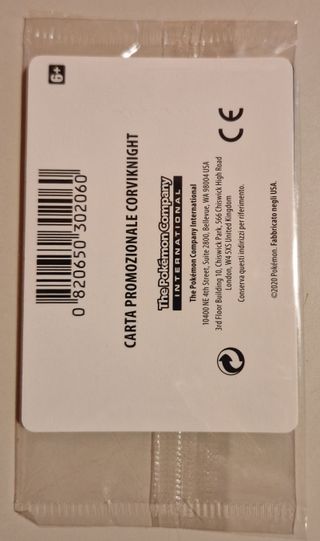 6+
0 820650 302060
CARTA PROMOZIONALE CORVIKNIGHT
The Pokémon Company
INTERNATIONAL
The Pokémon Company International
10400 NE 4th Street, Suite 2800, Bellevue, WA 98004 USA
3rd Floor Building 10, Chiswick Park, 566 Chiswick High Road
London, W4 5XS United Kingdom
Conserva questi indirizzi per riferimento.
CE
©2020 Pokémon. Fabbricato negli USA.